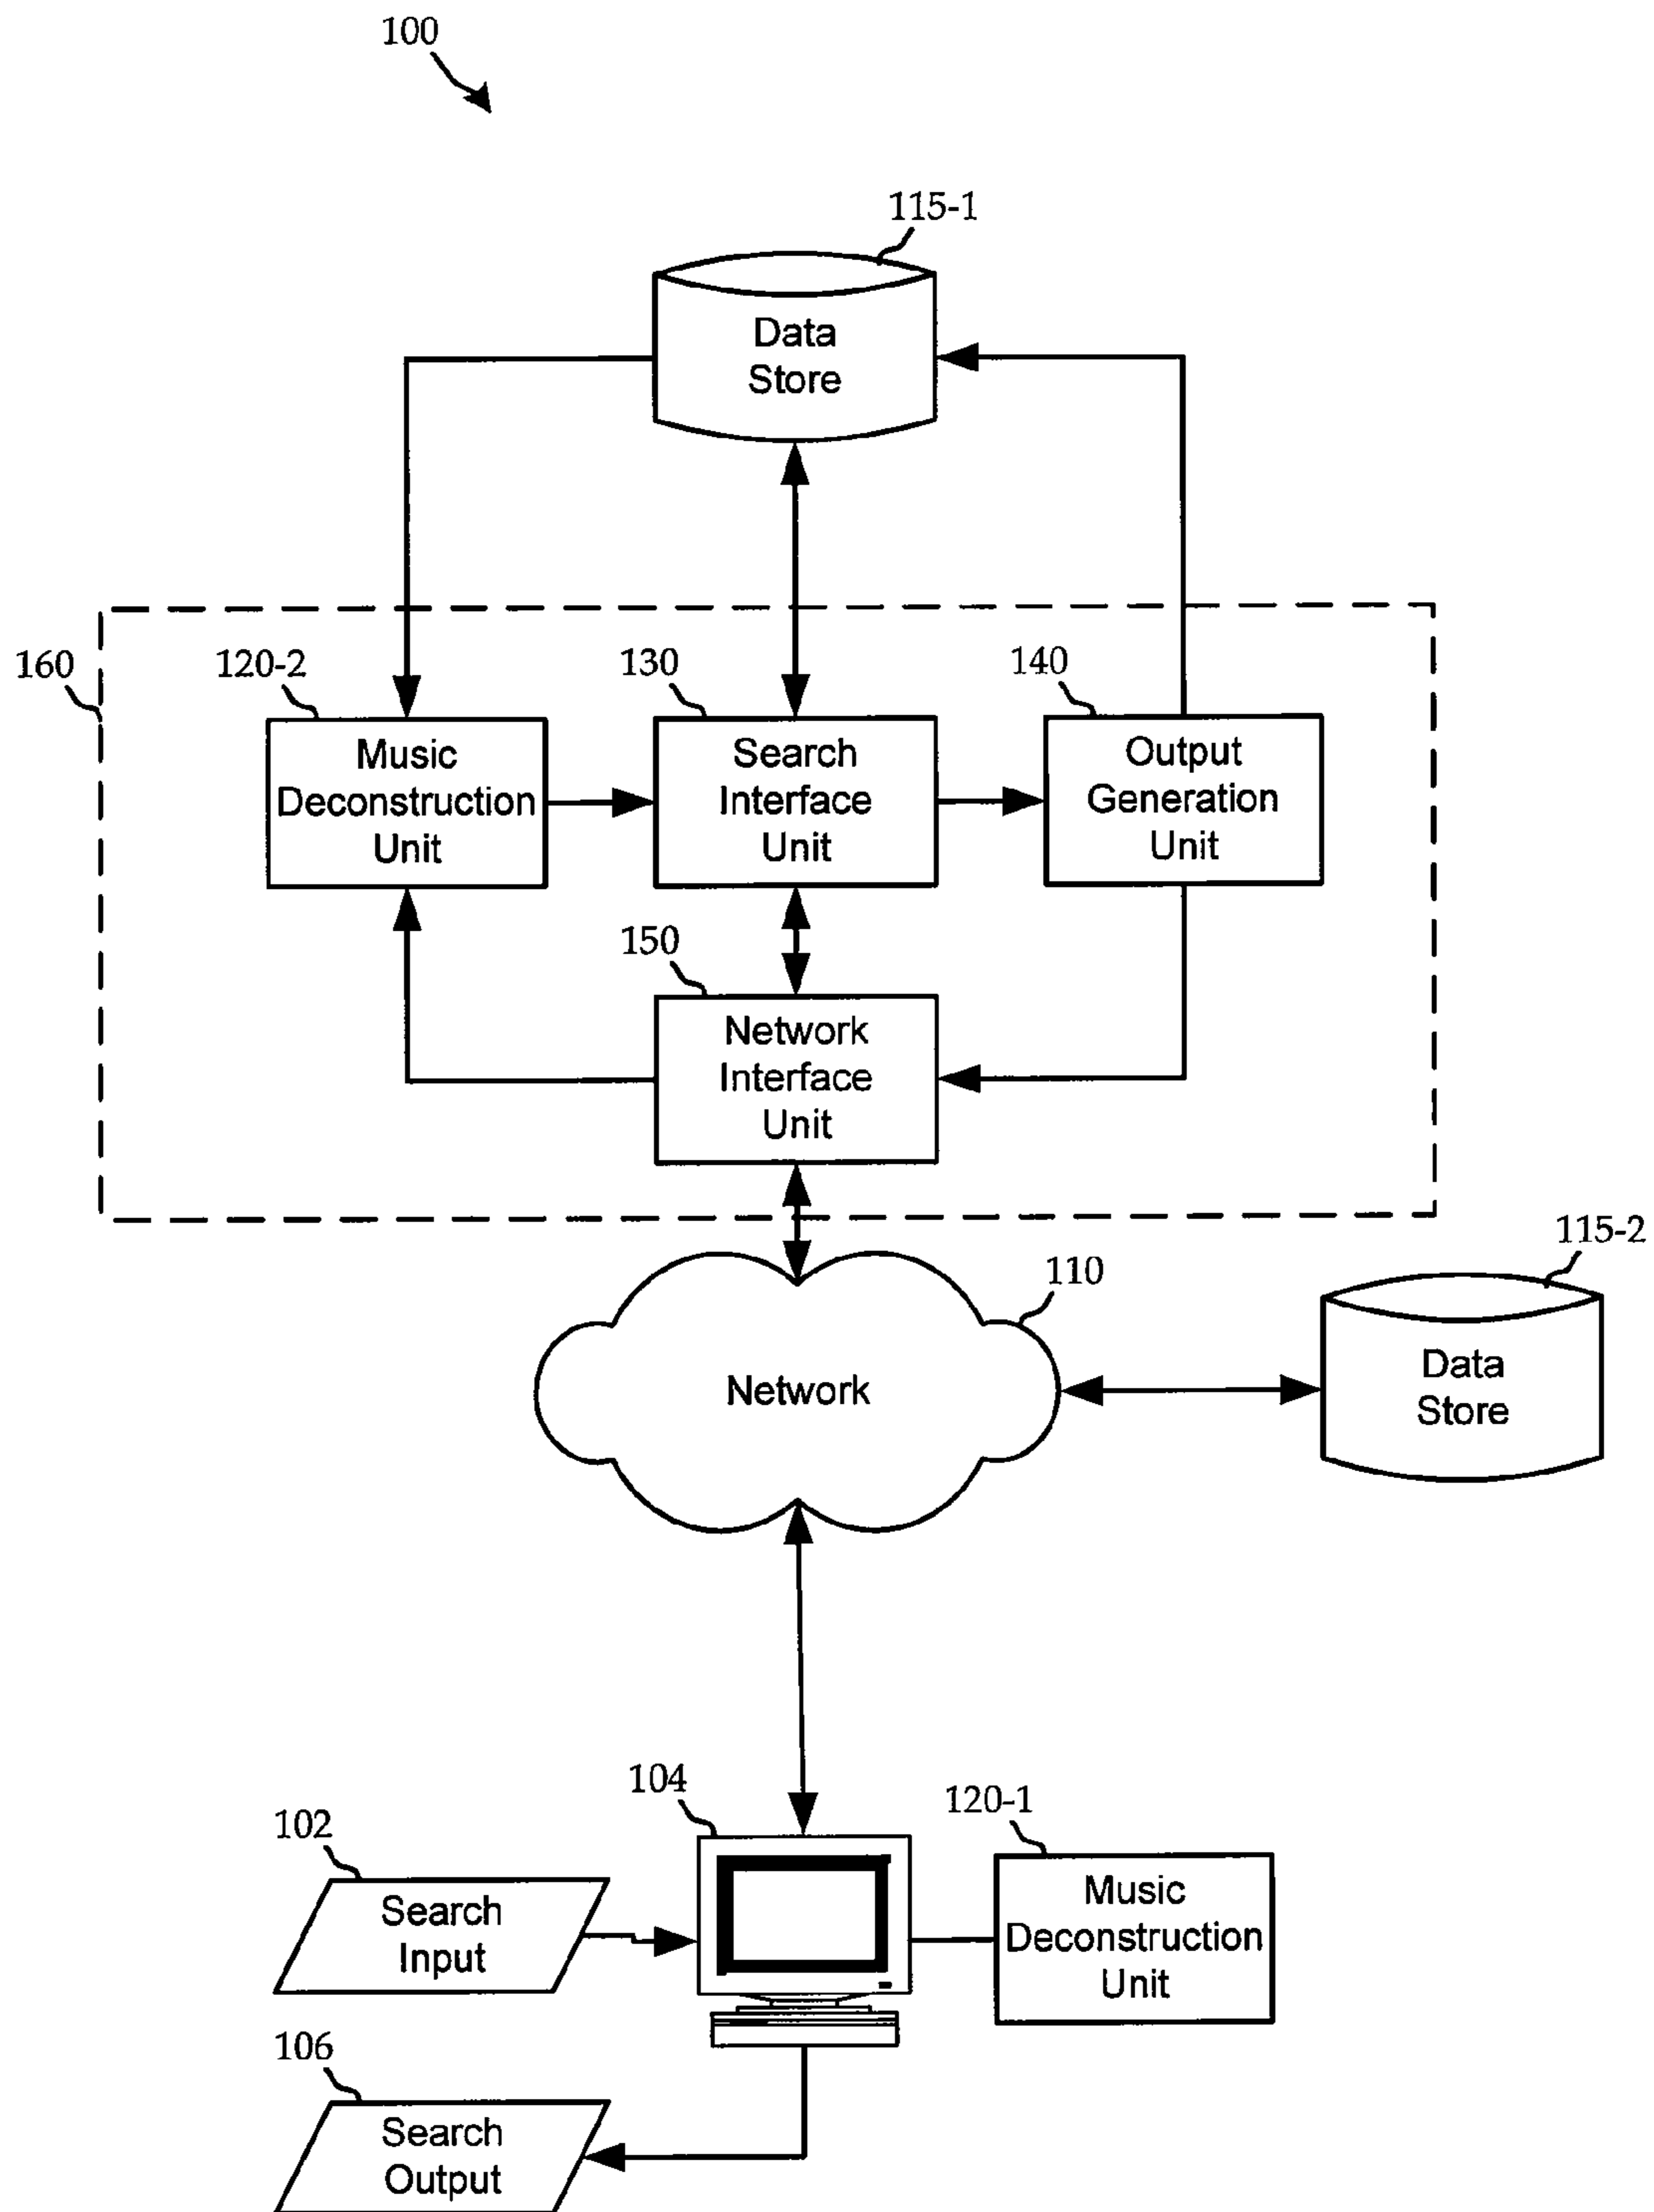 100
115-1
Data
Store
160
120-2
130
140
Music
Deconstruction
Unit
Search
Interface
Unit
Output
Generation
Unit
150
Network
Interface
Unit
115-2
110
Network
Data
Store
104
120-1
102
Search
Input
Music
Deconstruction
Unit
106
Search
Output